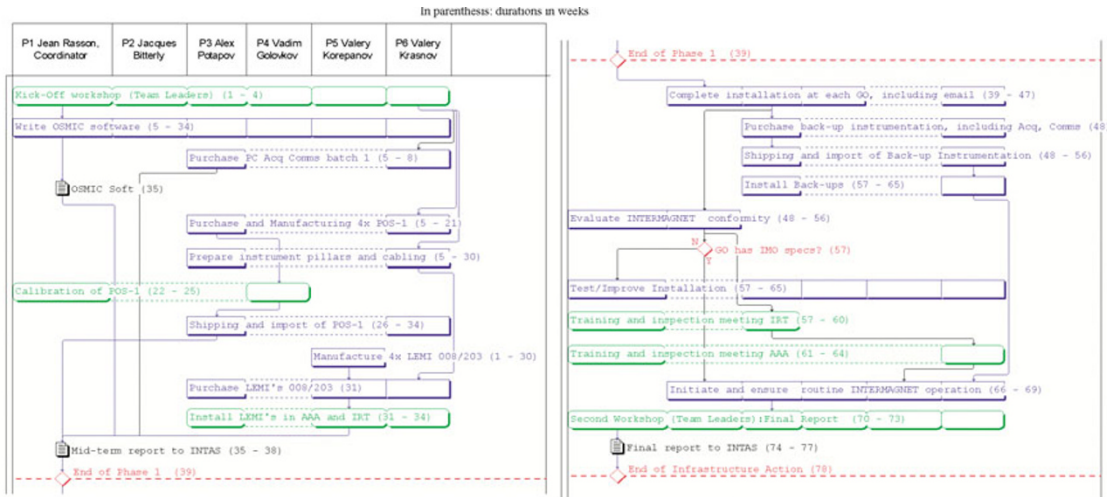 In parenthesis: durations in weeks
P1 Jean Rasson, Coordinator
P2 Jacques Bitterly
P3 Alex Potapov
P4 Vadim Golovkov
P5 Valery Korepanov
P6 Valery Krasnov
Kick-Off workshop (Team Leaders) (1 - 4)
Write OSMIC software (5 - 34)
Purchase PC Acq Comms batch 1 (5 - 8)
OSMIC Soft (35)
Purchase and Manufacturing 4x POS-1 (5 - 21)
Prepare instrument pillars and cabling (5 - 30)
Calibration of POS-1 (22 - 25)
Shipping and import of POS-1 (26 - 34)
Manufacture 4x LEMI 008/203 (1 - 30)
Purchase LEMI's 008/203 (31)
Install LEMI's in AAA and IRT (31 - 34)
Mid-term report to INTAS (35 - 38)
End of Phase 1 (39)
End of Phase 1 (39)
Complete installation at each GO, including email (39 - 47)
Purchase back-up instrumentation, including Acq, Comms (48
Shipping and import of Back-up Instrumentation (48 - 56)
Install Back-ups (57 - 65)
Evaluate INTERMAGNET conformity (48 - 56)
N
GO has IMO specs? (57)
Y
Test/Improve Installation (57 - 65)
Training and inspection meeting IRT (57 - 60)
Training and inspection meeting AAA (61 - 64)
Initiate and ensure routine INTERMAGNET operation (66 - 69)
Second Workshop (Team Leaders):Final Report (70 - 73)
Final report to INTAS (74 - 77)
End of Infrastructure Action (78)